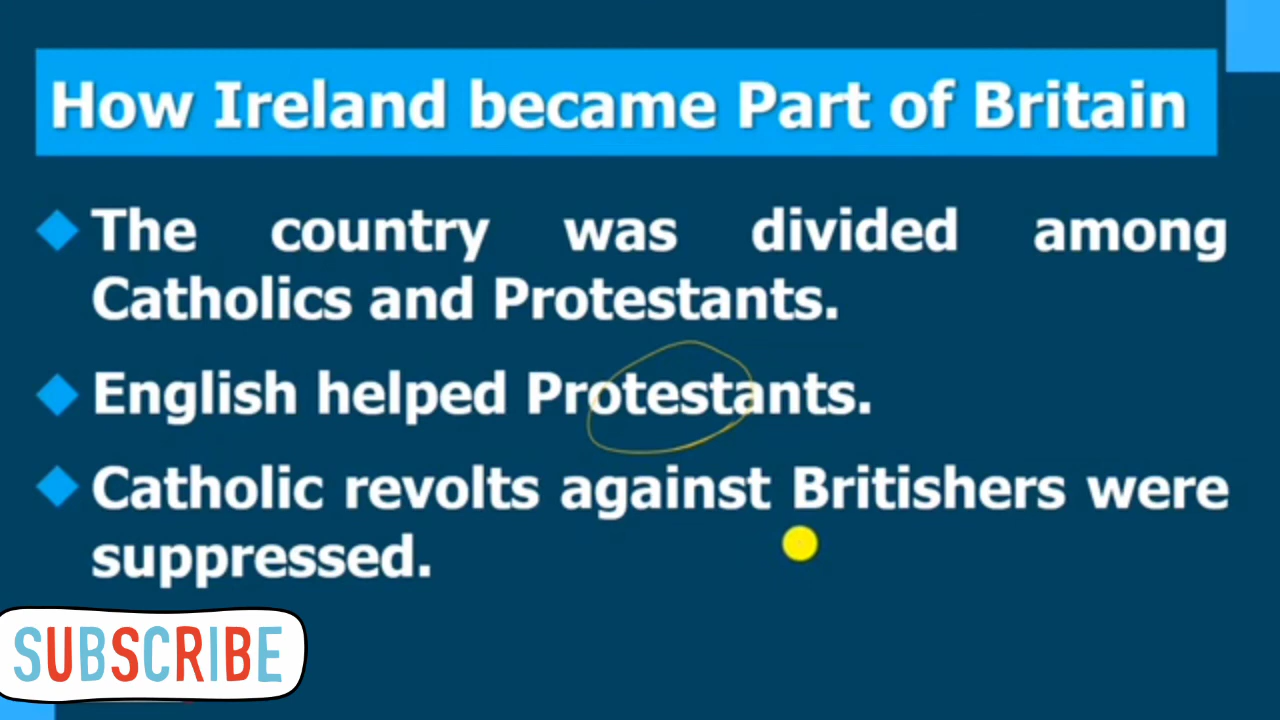 How Ireland became Part of Britain
The country was divided among
Catholics and Protestants.
English helped Protestants.
Catholic revolts against Britishers were
suppressed.
SUBSCRIBE